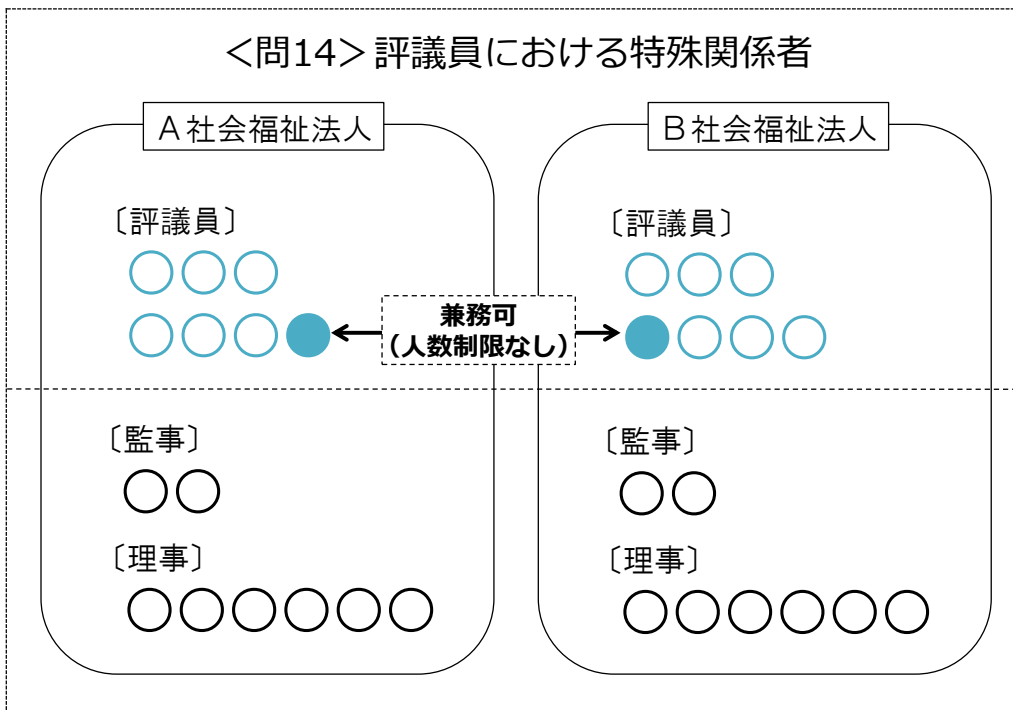 ＜問14＞評議員における特殊関係者
Ａ社会福祉法人
〔評議員〕
〔監事〕
〔理事〕
兼務可
（人数制限なし）
Ｂ社会福祉法人
〔評議員〕
〔監事〕
〔理事〕